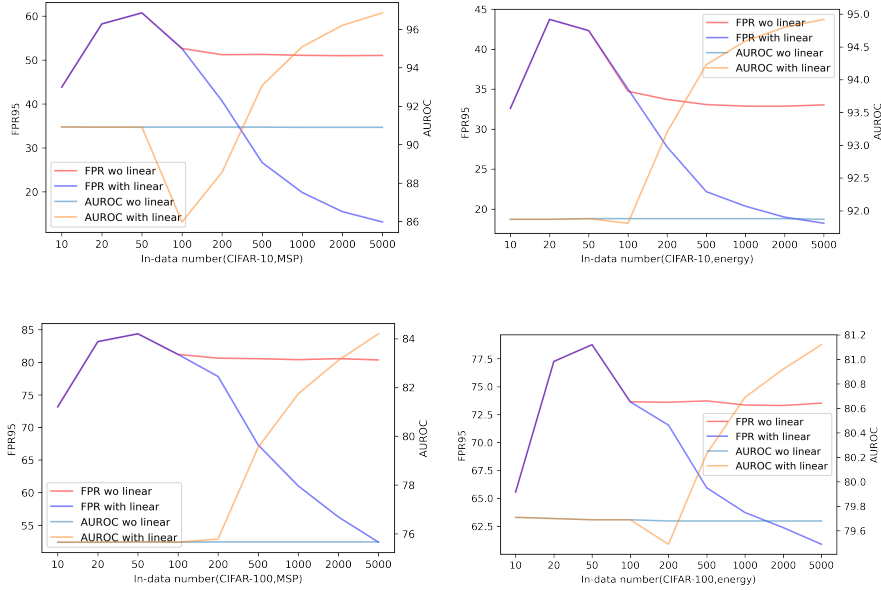 60
50
40
30
20
FPR95
96
94
92
90
88
86
AUROC
FPR wo linear
FPR with linear
AUROC wo linear
AUROC with linear
10 20 50 100 200 500 1000 2000 5000
In-data number(CIFAR-10,MSP)
45
40
35
30
25
20
FPR95
95.0
94.5
94.0
93.5
93.0
92.5
92.0
AUROC
FPR wo linear
FPR with linear
AUROC wo linear
AUROC with linear
10 20 50 100 200 500 1000 2000 5000
In-data number(CIFAR-10,energy)
85
80
75
70
65
60
55
FPR95
84
82
80
78
76
AUROC
FPR wo linear
FPR with linear
AUROC wo linear
AUROC with linear
10 20 50 100 200 500 1000 2000 5000
In-data number(CIFAR-100,MSP)
77.5
75.0
72.5
70.0
67.5
65.0
62.5
FPR95
81.2
81.0
80.8
80.6
80.4
80.2
80.0
79.8
79.6
AUROC
FPR wo linear
FPR with linear
AUROC wo linear
AUROC with linear
10 20 50 100 200 500 1000 2000 5000
In-data number(CIFAR-100,energy)